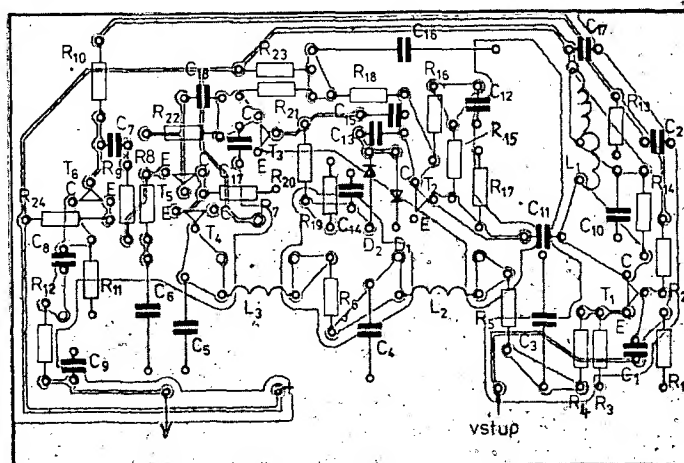 C16
C17
R10
R23
C18
R18
R16
C12
R13
R21
C15
C2
R22
C7
C
C13
R15
T3
E
R9
R8
E
L1
T6
C
T5
C
R20
C
T2
R17
R14
R24
C
E
E
C
R7
R19
C14
E
C11
C10
T4
D2
D1
C8
C
R12
R11
T1
R2
C6
L3
R6
L2
R5
E
C5
C4
C3
C1
C9
R4
R3
R1
vstup